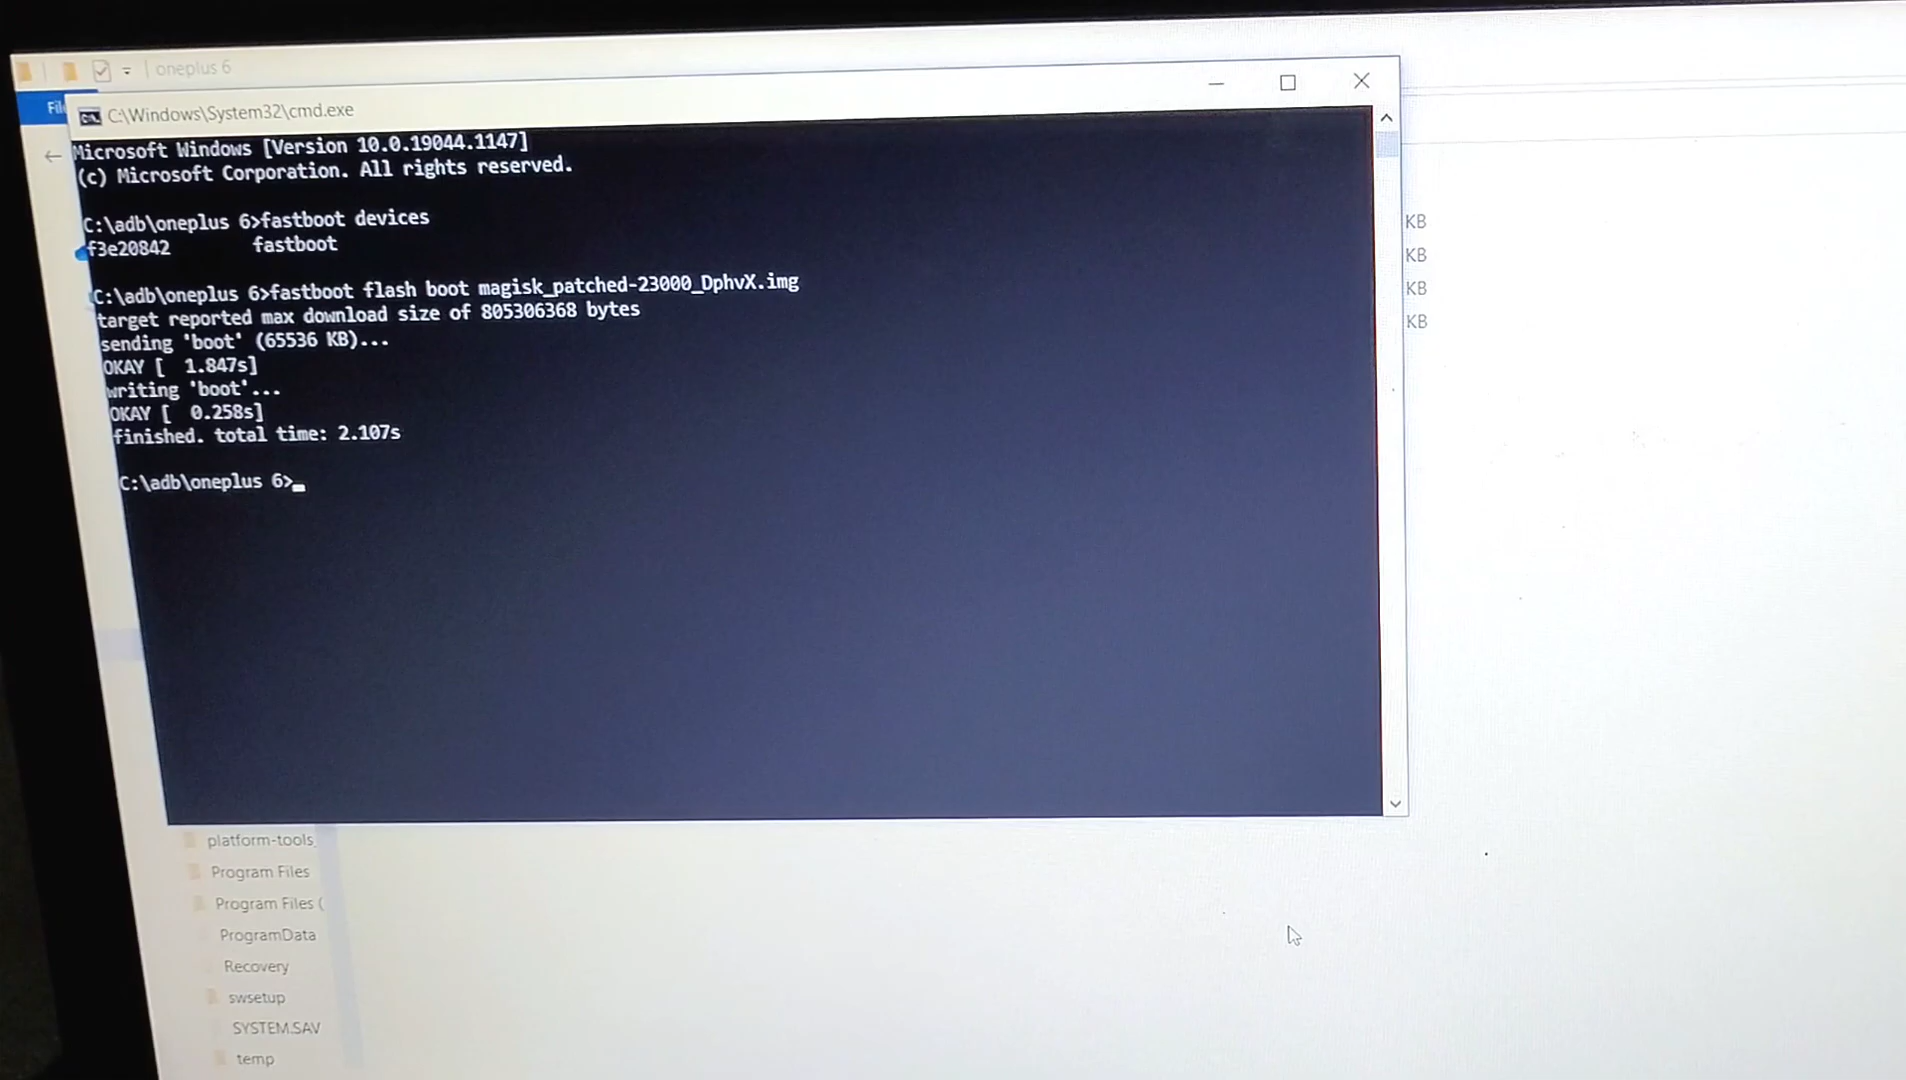 oneplus 6
C:\Windows\System32\cmd.exe
Microsoft Windows [Version 10.0.19044.1147]
(c) Microsoft Corporation. All rights reserved.
C:\adb\oneplus 6>fastboot devices
f3e20842 fastboot
C:\adb\oneplus 6>fastboot flash boot magisk_patched-23000_DphvX.img
target reported max download size of 805306368 bytes
sending 'boot' (65536 KB)...
OKAY [ 1.847s]
writing 'boot'...
OKAY [ 0.258s]
finished. total time: 2.107s
C:\adb\oneplus 6>
KB
KB
KB
KB
platform-tools
Program Files
Program Files (
ProgramData
Recovery
swsetup
SYSTEM.SAV
temp